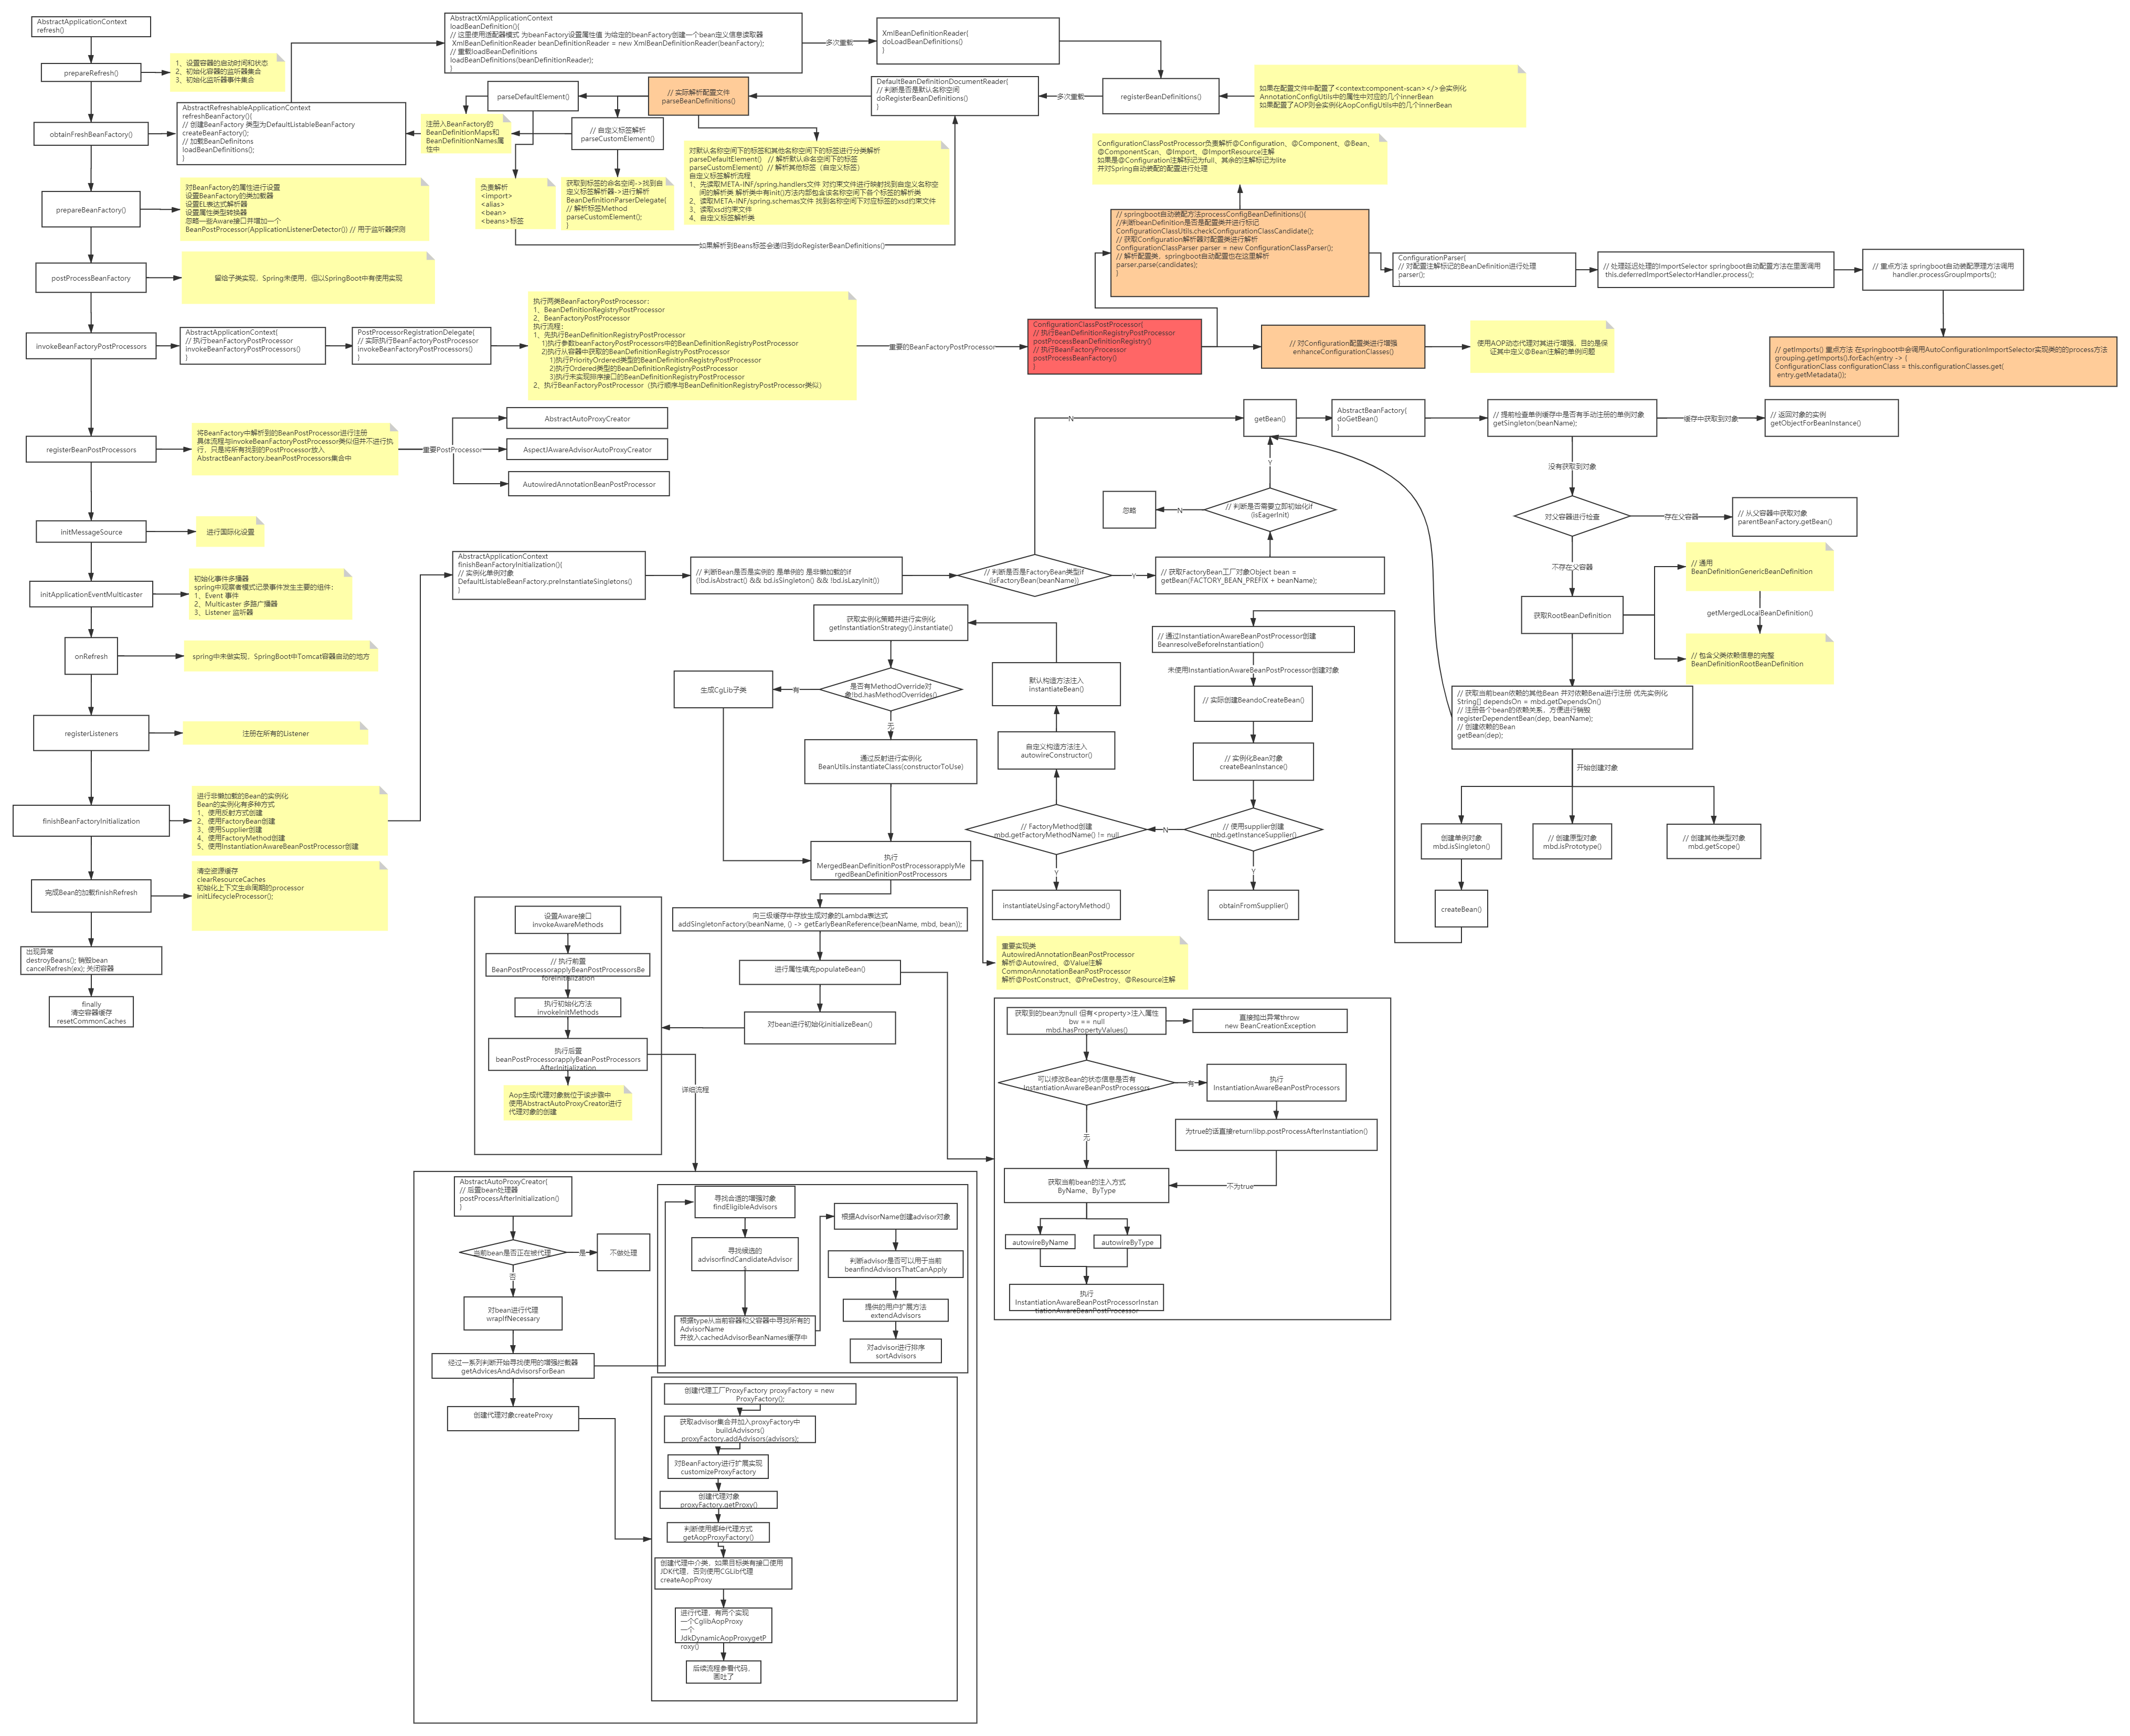 AbstractApplicationContext
refresh()
prepareRefresh()
1、设置容器的启动时间和状态
2、初始化容器的监听器集合
3、初始化监听器事件集合
obtainFreshBeanFactory()
AbstractRefreshableApplicationContext
refreshBeanFactory(){
// 创建BeanFactory 类型为DefaultListableBeanFactory
createBeanFactory();
// 加载BeanDefinitons
loadBeanDefinitions();
}
AbstractXmlApplicationContext
loadBeanDefinition(){
// 这里使用适配器模式 为beanFactory设置属性值 为给定的beanFactory创建一个bean定义信息读取器
XmlBeanDefinitionReader beanDefinitionReader = new XmlBeanDefinitionReader(beanFactory);
// 重载loadBeanDefinitions
loadBeanDefinitions(beanDefinitionReader);
}
多次重载
XmlBeanDefinitionReader{
doLoadBeanDefinitions()
}
registerBeanDefinitions()
如果在配置文件中配置了<context:component-scan></>会实例化
AnnotationConfigUtils中的属性中对应的几个innerBean
如果配置了AOP则会实例化AopConfigUtils中的几个innerBean
多次重载
DefaultBeanDefinitionDocumentReader{
// 判断是否是默认名称空间
doRegisterBeanDefinitions()
}
// 实际解析配置文件
parseBeanDefinitions()
parseDefaultElement()
// 自定义标签解析
parseCustomElement()
注册入BeanFactory的
BeanDefinitionMaps和
BeanDefinitionNames属
性中
负责解析
<import>
<alias>
<bean>
<beans>标签
获取到标签的命名空间->找到自
定义标签解析器->进行解析
BeanDefinitionParserDelegate{
// 解析标签Method
parseCustomElement();
}
对默认名称空间下的标签和其他名称空间下的标签进行分类解析
parseDefaultElement() // 解析默认命名空间下的标签
parseCustomElement() // 解析其他标签（自定义标签）
自定义标签解析流程
1、先读取META-INF/spring.handlers文件 对约束文件进行映射找到自定义名称空
间的解析类 解析类中有init()方法内部包含该名称空间下各个标签的解析类
2、读取META-INF/spring.schemas文件 找到名称空间下对应标签的xsd约束文件
3、读取xsd约束文件
4、自定义标签解析类
如果解析到Beans标签会递归到doRegisterBeanDefinitions()
prepareBeanFactory()
对BeanFactory的属性进行设置
设置BeanFactory的类加载器
设置EL表达式解析器
设置属性类型转换器
忽略一些Aware接口并增加一个
BeanPostProcessor(ApplicationListenerDetector()) // 用于监听器探测
postProcessBeanFactory
留给子类实现，Spring未使用，但以SpringBoot中有使用实现
invokeBeanFactoryPostProcessors
AbstractApplicationContext{
// 执行beanFactoryPostProcessor
invokeBeanFactoryPostProcessors()
}
PostProcessorRegistrationDelegate{
// 实际执行BeanFactoryPostProcessor
invokeBeanFactoryPostProcessors()
}
执行两类BeanFactoryPostProcessor：
1、BeanDefinitionRegistryPostProcessor
2、BeanFactoryPostProcessor
执行流程：
1、先执行BeanDefinitionRegistryPostProcessor
1)执行参数beanFactoryPostProcessors中的BeanDefinitionRegistryPostProcessor
2)执行从容器中获取的BeanDefinitionRegistryPostProcessor
1)执行PriorityOrdered类型的BeanDefinitionRegistryPostProcessor
2)执行Ordered类型的BeanDefinitionRegistryPostProcessor
3)执行未实现排序接口的BeanDefinitionRegistryPostProcessor
2、执行BeanFactoryPostProcessor（执行顺序与BeanDefinitionRegistryPostProcessor类似）
重要的BeanFactoryPostProcessor
ConfigurationClassPostProcessor{
// 执行BeanDefinitionRegistryPostProcessor
postProcessBeanDefinitionRegistry()
// 执行BeanFactoryProcessor
postProcessBeanFactory()
}
ConfigurationClassPostProcessor负责解析@Configuration、@Component、@Bean、
@ComponentScan、@Import、@ImportResource注解
如果是@Configuration注解标记为full，其余的注解标记为lite
并对Spring自动装配的配置进行处理
// springboot自动装配方法processConfigBeanDefinitions(){
//判断beanDefinition是否是配置类并进行标记
ConfigurationClassUtils.checkConfigurationClassCandidate();
// 获取Configuration解析器对配置类进行解析
ConfigurationClassParser parser = new ConfigurationClassParser();
// 解析配置类，springboot自动配置也在这里解析
parser.parse(candidates);
}
ConfigurationParser{
// 对配置注解标记的BeanDefinition进行处理
parser();
}
// 处理延迟处理的ImportSelector springboot自动配置方法在里面调用
this.deferredImportSelectorHandler.process();
// 重点方法 springboot自动装配原理方法调用
handler.processGroupImports();
// getImports() 重点方法 在springboot中会调用AutoConfigurationImportSelector实现类的的process方法
grouping.getImports().forEach(entry -> {
ConfigurationClass configurationClass = this.configurationClasses.get(
entry.getMetadata());
// 对Configuration配置类进行增强
enhanceConfigurationClasses()
使用AOP动态代理对其进行增强，目的是保
证其中定义@Bean注解的单例问题
registerBeanPostProcessors
将BeanFactory中解析到的BeanPostProcessor进行注册
具体流程与invokeBeanFactoryPostProcessor类似但并不进行执
行，只是将所有找到的PostProcessor放入
AbstractBeanFactory.beanPostProcessors集合中
重要PostProcessor
AbstractAutoProxyCreator
AspectJAwareAdvisorAutoProxyCreator
AutowiredAnnotationBeanPostProcessor
initMessageSource
进行国际化设置
initApplicationEventMulticaster
初始化事件多播器
spring中观察者模式记录事件发生主要的组件：
1、Event 事件
2、Multicaster 多路广播器
3、Listener 监听器
onRefresh
spring中未做实现，SpringBoot中Tomcat容器启动的地方
registerListeners
注册在所有的Listener
finishBeanFactoryInitialization
进行非懒加载的Bean的实例化
Bean的实例化有多种方式
1、使用反射方式创建
2、使用FactoryBean创建
3、使用Supplier创建
4、使用FactoryMethod创建
5、使用InstantiationAwareBeanPostProcessor创建
完成Bean的加载finishRefresh
清空资源缓存
clearResourceCaches
初始化上下文生命周期的processor
initLifecycleProcessor();
出现异常
destroyBeans(); 销毁bean
cancelRefresh(ex); 关闭容器
finally
清空容器缓存
resetCommonCaches
AbstractApplicationContext
finishBeanFactoryInitialization(){
// 实例化单例对象
DefaultListableBeanFactory.preInstantiateSingletons()
}
// 判断Bean是否是实例的 是单例的 是非懒加载的if
(!bd.isAbstract() && bd.isSingleton() && !bd.isLazyInit())
// 判断是否是FactoryBean类型if
(isFactoryBean(beanName))
N
Y
// 获取FactoryBean工厂对象Object bean =
getBean(FACTORY_BEAN_PREFIX + beanName);
// 判断是否需要立即初始化if
(isEagerInit)
N
忽略
Y
getBean()
AbstractBeanFactory{
doGetBean()
}
// 提前检查单例缓存中是否有手动注册的单例对象
getSingleton(beanName);
缓存中获取到对象
// 返回对象的实例
getObjectForBeanInstance()
没有获取到对象
对父容器进行检查
存在父容器
// 从父容器中获取对象
parentBeanFactory.getBean()
不存在父容器
获取RootBeanDefinition
// 通用
BeanDefinitionGenericBeanDefinition
getMergedLocalBeanDefinition()
// 包含父类依赖信息的完整
BeanDefinitionRootBeanDefinition
// 获取当前bean依赖的其他Bean 并对依赖Bena进行注册 优先实例化
String[] dependsOn = mbd.getDependsOn()
// 注册各个bean的依赖关系，方便进行销毁
registerDependentBean(dep, beanName);
// 创建依赖的Bean
getBean(dep);
开始创建对象
创建单例对象
mbd.isSingleton()
// 创建原型对象
mbd.isPrototype()
// 创建其他类型对象
mbd.getScope()
createBean()
// 通过InstantiationAwareBeanPostProcessor创建
BeanresolveBeforeInstantiation()
未使用InstantiationAwareBeanPostProcessor创建对象
// 实际创建BeandoCreateBean()
// 实例化Bean对象
createBeanInstance()
// 使用supplier创建
mbd.getInstanceSupplier()
Y
obtainFromSupplier()
N
// FactoryMethod创建
mbd.getFactoryMethodName() != null
Y
instantiateUsingFactoryMethod()
自定义构造方法注入
autowireConstructor()
默认构造方法注入
instantiateBean()
获取实例化策略并进行实例化
getInstantiationStrategy().instantiate()
是否有MethodOverride对
象!bd.hasMethodOverrides()
有
生成CgLib子类
无
通过反射进行实例化
BeanUtils.instantiateClass(constructorToUse)
执行
MergedBeanDefinitionPostProcessorapplyMe
rgedBeanDefinitionPostProcessors
重要实现类
AutowiredAnnotationBeanPostProcessor
解析@Autowired、@Value注解
CommonAnnotationBeanPostProcessor
解析@PostConstruct、@PreDestroy、@Resource注解
向三级缓存中存放生成对象的Lambda表达式
addSingletonFactory(beanName, () -> getEarlyBeanReference(beanName, mbd, bean));
进行属性填充populateBean()
对bean进行初始化initializeBean()
设置Aware接口
invokeAwareMethods
// 执行前置
BeanPostProcessorapplyBeanPostProcessorsBe
foreInitialization
执行初始化方法
invokeInitMethods
执行后置
beanPostProcessorapplyBeanPostProcessors
AfterInitialization
Aop生成代理对象就位于该步骤中
使用AbstractAutoProxyCreator进行
代理对象的创建
详细流程
获取到的bean为null 但有<property>注入属性
bw == null
mbd.hasPropertyValues()
直接抛出异常throw
new BeanCreationException
可以修改Bean的状态信息是否有
InstantiationAwareBeanPostProcessors
有
执行
InstantiationAwareBeanPostProcessors
为true的话直接return!ibp.postProcessAfterInstantiation()
不为true
无
获取当前bean的注入方式
ByName、ByType
autowireByName
autowireByType
执行
InstantiationAwareBeanPostProcessorInstan
tiationAwareBeanPostProcessor
AbstractAutoProxyCreator{
// 后置bean处理器
postProcessAfterInitialization()
}
当前bean是否正在被代理
是
不做处理
否
对bean进行代理
wrapIfNecessary
经过一系列判断开始寻找使用的增强拦截器
getAdvicesAndAdvisorsForBean
创建代理对象createProxy
寻找合适的增强对象
findEligibleAdvisors
寻找候选的
advisorfindCandidateAdvisor
根据type从当前容器和父容器中寻找所有的
AdvisorName
并放入cachedAdvisorBeanNames缓存中
根据AdvisorName创建advisor对象
判断advisor是否可以用于当前
beanfindAdvisorsThatCanApply
提供的用户扩展方法
extendAdvisors
对advisor进行排序
sortAdvisors
创建代理工厂ProxyFactory proxyFactory = new
ProxyFactory();
获取advisor集合并加入proxyFactory中
buildAdvisors()
proxyFactory.addAdvisors(advisors);
对BeanFactory进行扩展实现
customizeProxyFactory
创建代理对象
proxyFactory.getProxy()
判断使用哪种代理方式
getAopProxyFactory()
创建代理中介类，如果目标类有接口使用
JDK代理，否则使用CGLib代理
createAopProxy
进行代理，有两个实现
一个CglibAopProxy
一个
JdkDynamicAopProxygetP
roxy()
后续流程参看代码，
画吐了